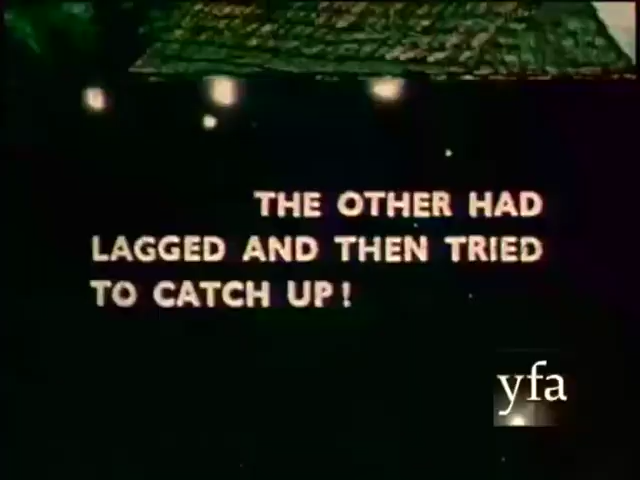 THE OTHER HAD
LAGGED AND THEN TRIED
TO CATCH UP!
yfa